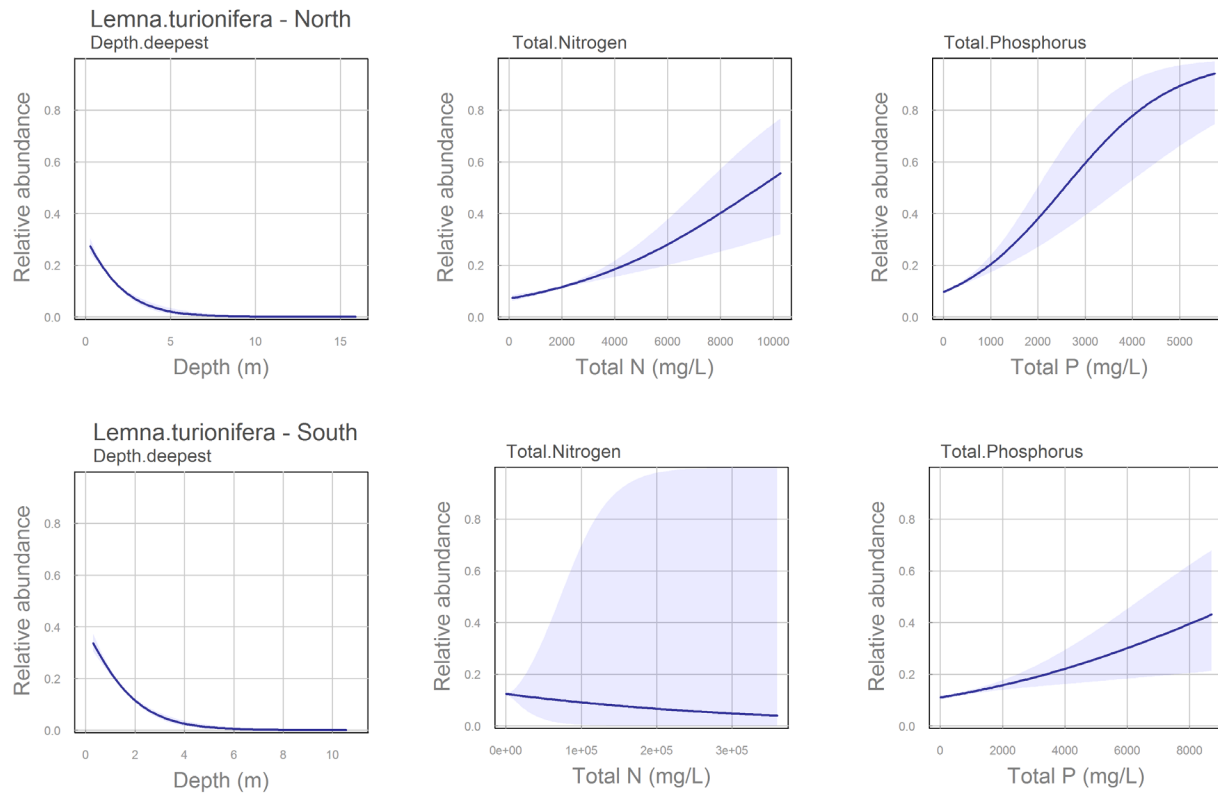 Lemna.turionifera - North
Depth.deepest
Relative abundance
0.8
0.6
0.4
0.2
0.0
0 5 10 15
Depth (m)
Total.Nitrogen
Relative abundance
0.8
0.6
0.4
0.2
0.0
0 2000 4000 6000 8000 10000
Total N (mg/L)
Total.Phosphorus
Relative abundance
0.8
0.6
0.4
0.2
0.0
0 1000 2000 3000 4000 5000
Total P (mg/L)
Lemna.turionifera - South
Depth.deepest
Relative abundance
0.8
0.6
0.4
0.2
0.0
0 2 4 6 8 10
Depth (m)
Total.Nitrogen
Relative abundance
0.8
0.6
0.4
0.2
0.0
0e+00 1e+05 2e+05 3e+05
Total N (mg/L)
Total.Phosphorus
Relative abundance
0.8
0.6
0.4
0.2
0.0
0 2000 4000 6000 8000
Total P (mg/L)